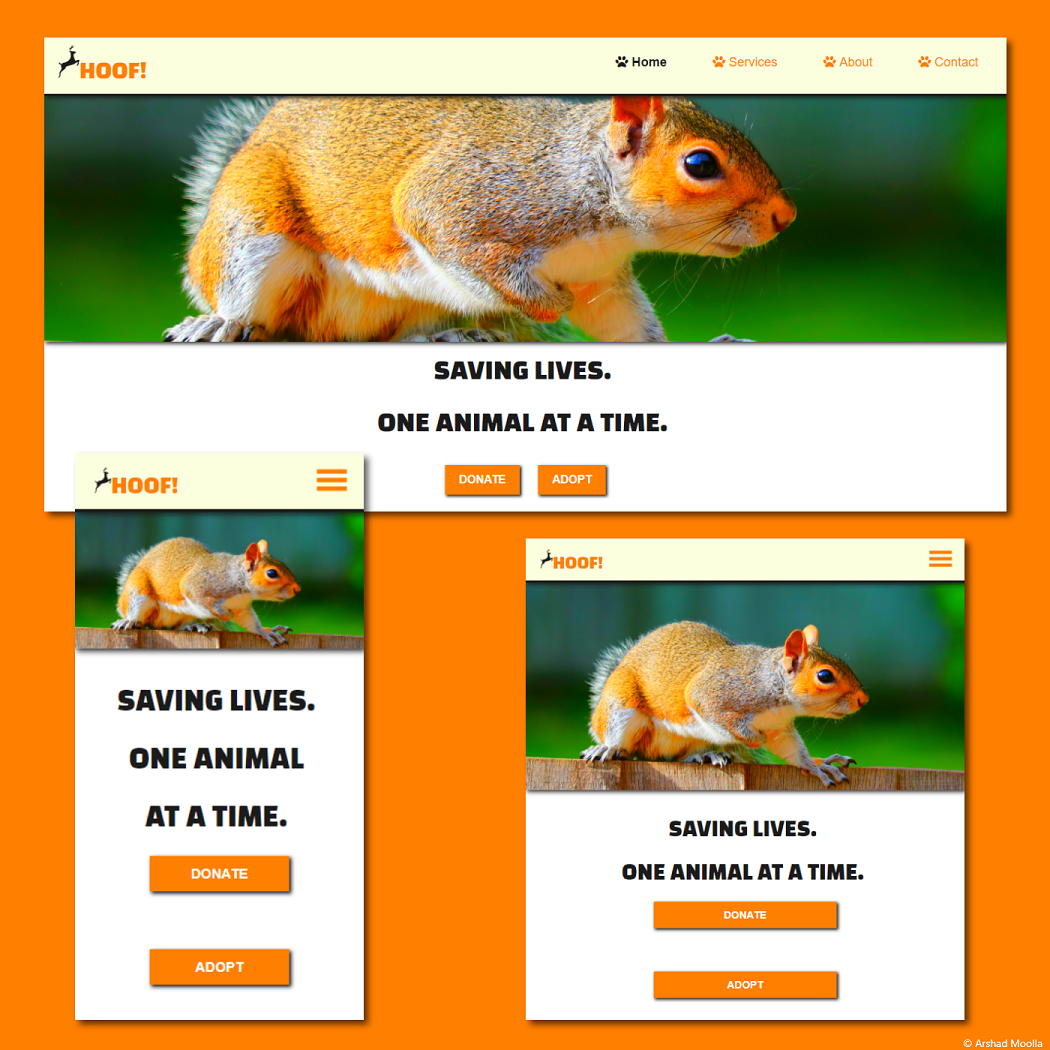 HOOF!
Home Services About Contact
SAVING LIVES.
ONE ANIMAL AT A TIME.
DONATE ADOPT
HOOF!
SAVING LIVES.
ONE ANIMAL
AT A TIME.
DONATE
ADOPT
HOOF!
SAVING LIVES.
ONE ANIMAL AT A TIME.
DONATE
ADOPT
© Arshad Moolla